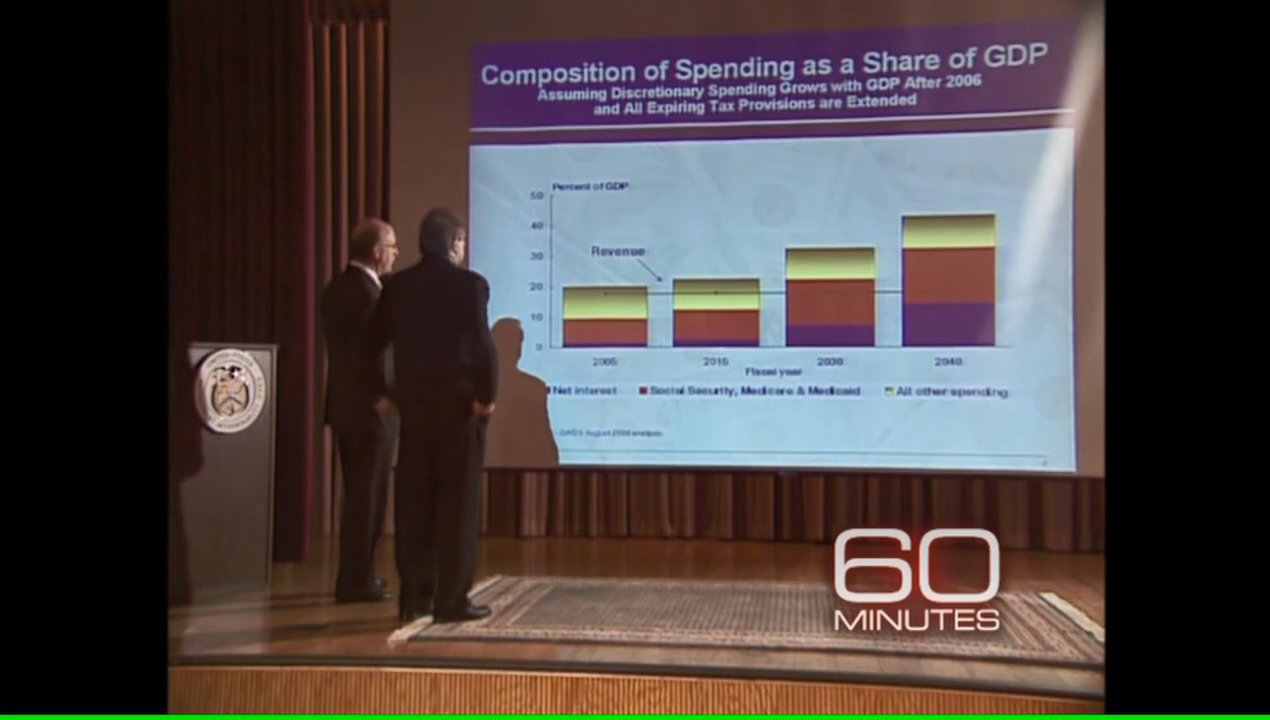 Composition of Spending as a Share of GDP
Assuming Discretionary Spending Grows with GDP After 2006
and All Expiring Tax Provisions are Extended
Percent of GDP
50
40
30
20
10
0
Revenue
2015
2030
2040
Fiscal year
Net interest
Social Security, Medicare & Medicaid
All other spending
August 2006 analysis.
60
MINUTES